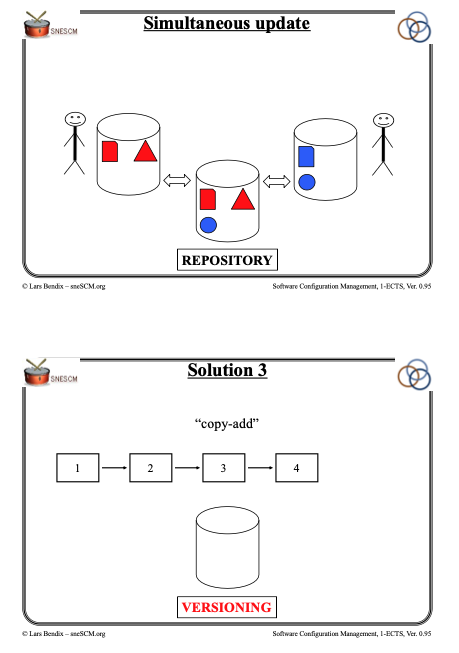 Simultaneous update
SNESCM
REPOSITORY
© Lars Bendix – sneSCM.org
Software Configuration Management, 1-ECTS, Ver. 0.95
Solution 3
SNESCM
“copy-add”
1
2
3
4
VERSIONING
© Lars Bendix – sneSCM.org
Software Configuration Management, 1-ECTS, Ver. 0.95